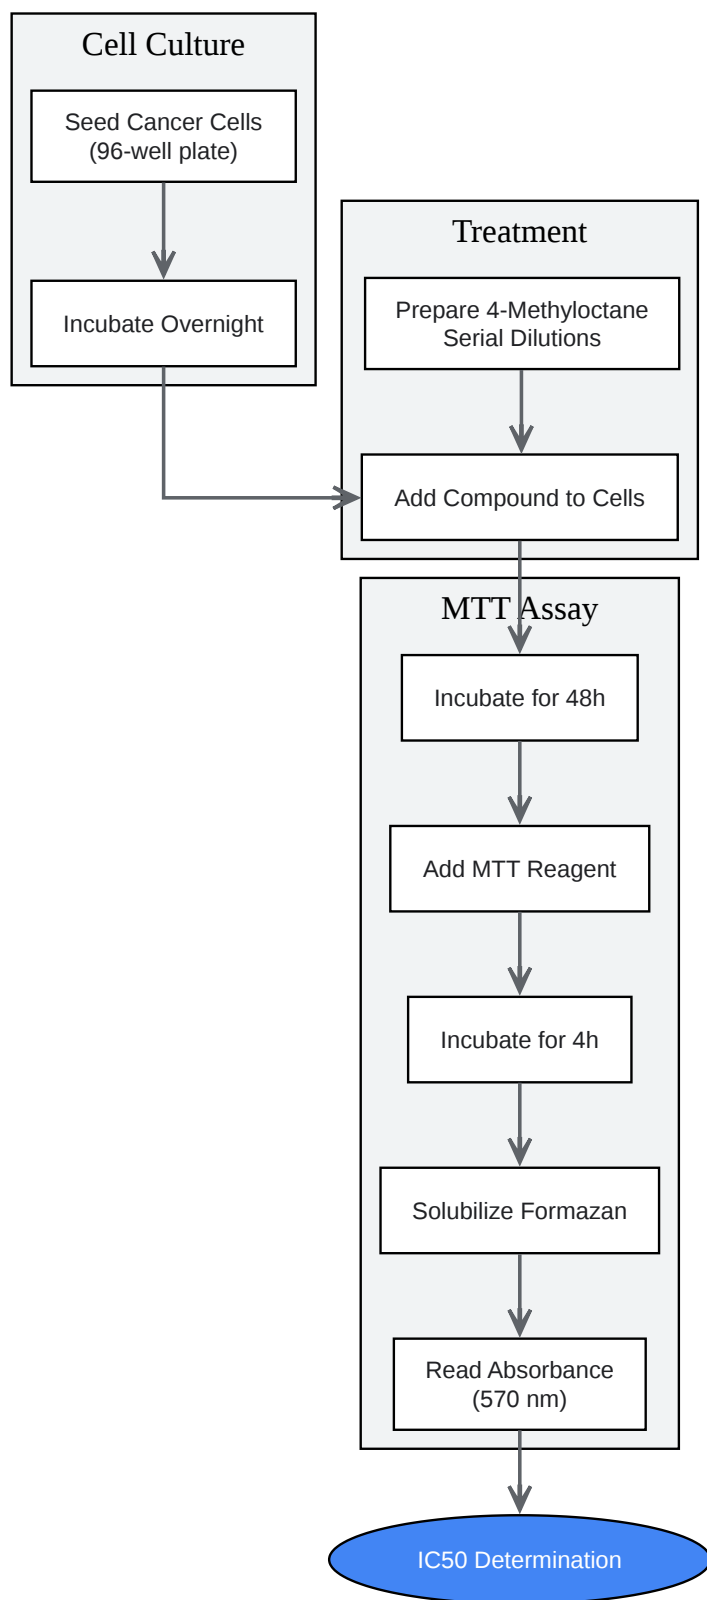 Cell Culture
Seed Cancer Cells
(96-well plate)
Incubate Overnight
Treatment
Prepare 4-Methyloctane
Serial Dilutions
Add Compound to Cells
MTT Assay
Incubate for 48h
Add MTT Reagent
Incubate for 4h
Solubilize Formazan
Read Absorbance
(570 nm)
IC50 Determination